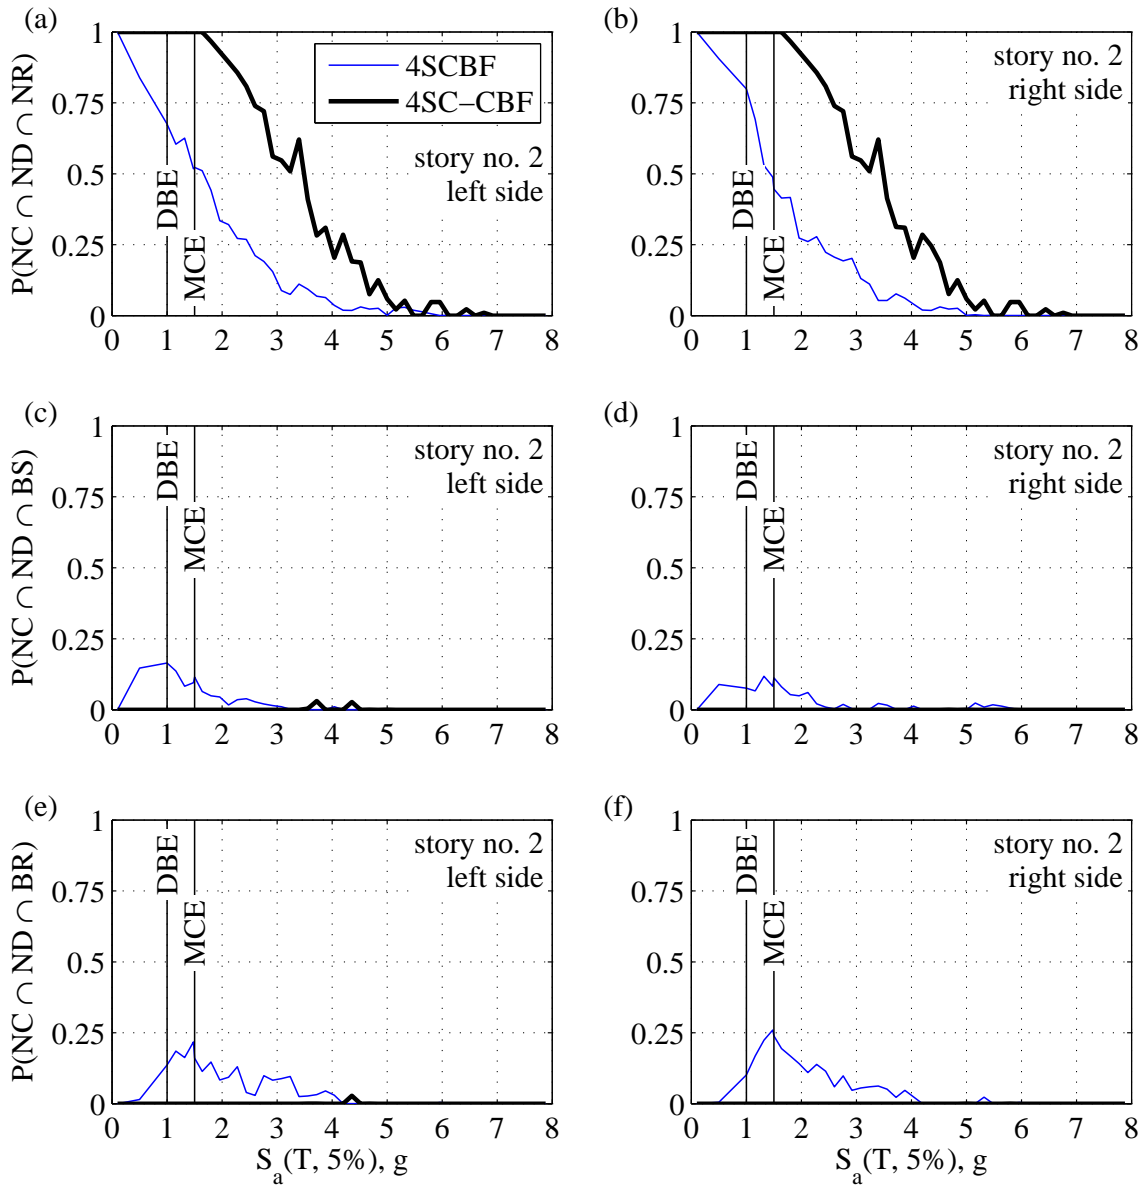 (a)
1
0.75
0.5
0.25
0
P(NC ∩ ND ∩ NR)
DBE
MCE
4SCBF
4SC−CBF
story no. 2
left side
0 1 2 3 4 5 6 7 8
(b)
1
0.75
0.5
0.25
0
DBE
MCE
story no. 2
right side
0 1 2 3 4 5 6 7 8
(c)
1
0.75
0.5
0.25
0
P(NC ∩ ND ∩ BS)
DBE
MCE
story no. 2
left side
0 1 2 3 4 5 6 7 8
(d)
1
0.75
0.5
0.25
0
DBE
MCE
story no. 2
right side
0 1 2 3 4 5 6 7 8
(e)
1
0.75
0.5
0.25
0
P(NC ∩ ND ∩ BR)
DBE
MCE
story no. 2
left side
0 1 2 3 4 5 6 7 8
S_a(T, 5%), g
(f)
1
0.75
0.5
0.25
0
DBE
MCE
story no. 2
right side
0 1 2 3 4 5 6 7 8
S_a(T, 5%), g